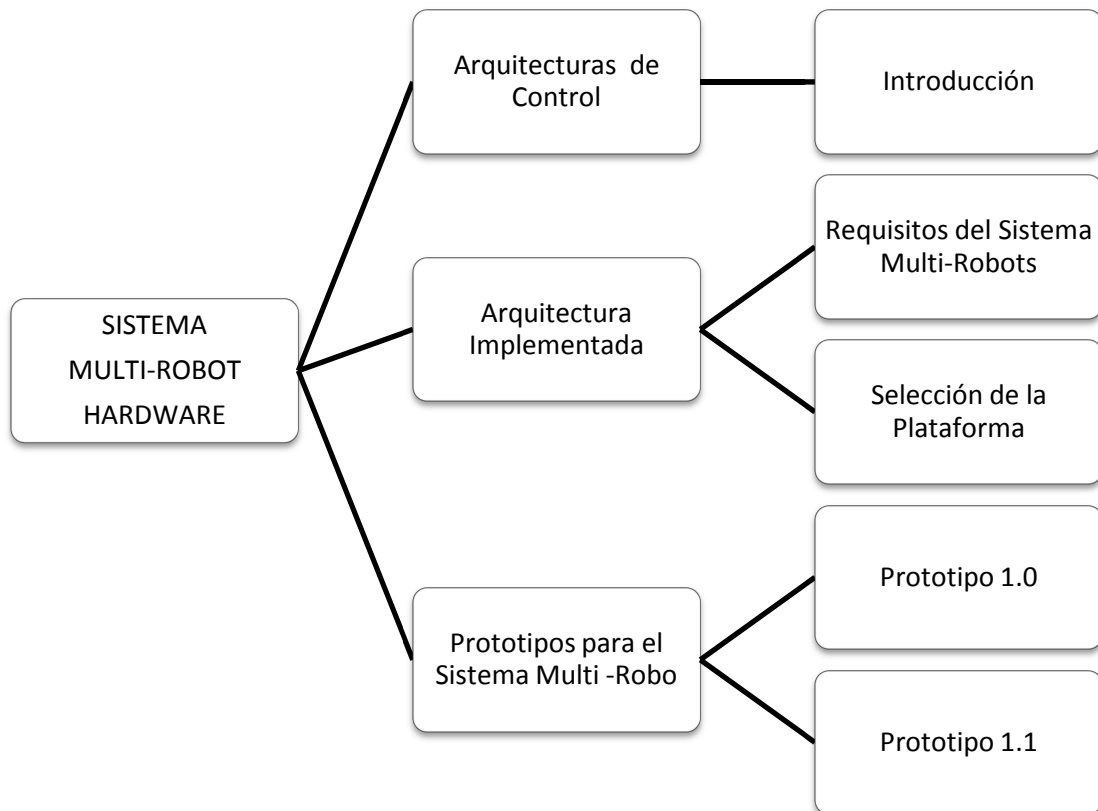 SISTEMA
MULTI-ROBOT
HARDWARE
Arquitecturas de
Control
Introducción
Arquitectura
Implementada
Requisitos del Sistema
Multi-Robots
Selección de la
Plataforma
Prototipos para el
Sistema Multi -Robo
Prototipo 1.0
Prototipo 1.1